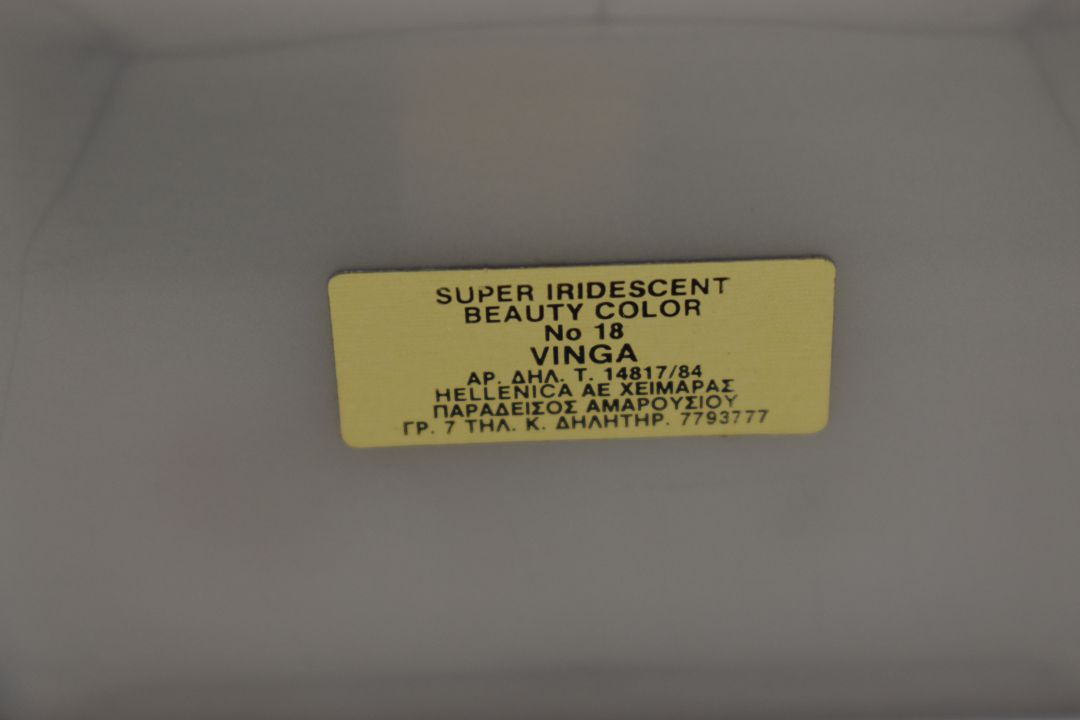 SUPER IRIDESCENT
BEAUTY COLOR
No 18
VINGA
ΑΡ. ΔΗΛ. Τ. 14817/84
HELLENICA AE ΧΕΙΜΑΡΑΣ
ΠΑΡΑΔΕΙΣΟΣ ΑΜΑΡΟΥΣΙΟΥ
ΓΡ. 7 ΤΗΛ. Κ. ΔΗΛΗΤΗΡ. 7793777